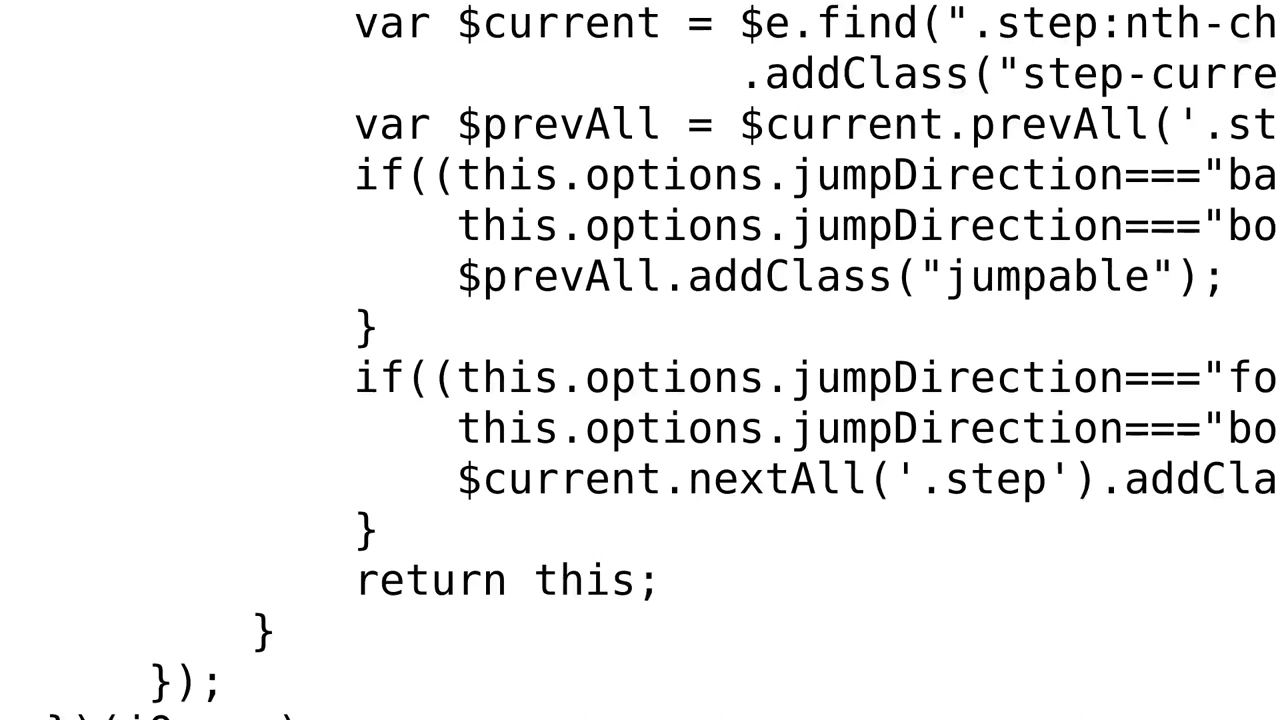 var $current = $e.find(".step:nth-ch
.addClass("step-curre
var $prevAll = $current.prevAll('.st
if((this.options.jumpDirection==="ba
this.options.jumpDirection==="bo
$prevAll.addClass("jumpable");
}
if((this.options.jumpDirection==="fo
this.options.jumpDirection==="bo
$current.nextAll('.step').addCla
}
return this;
}
});